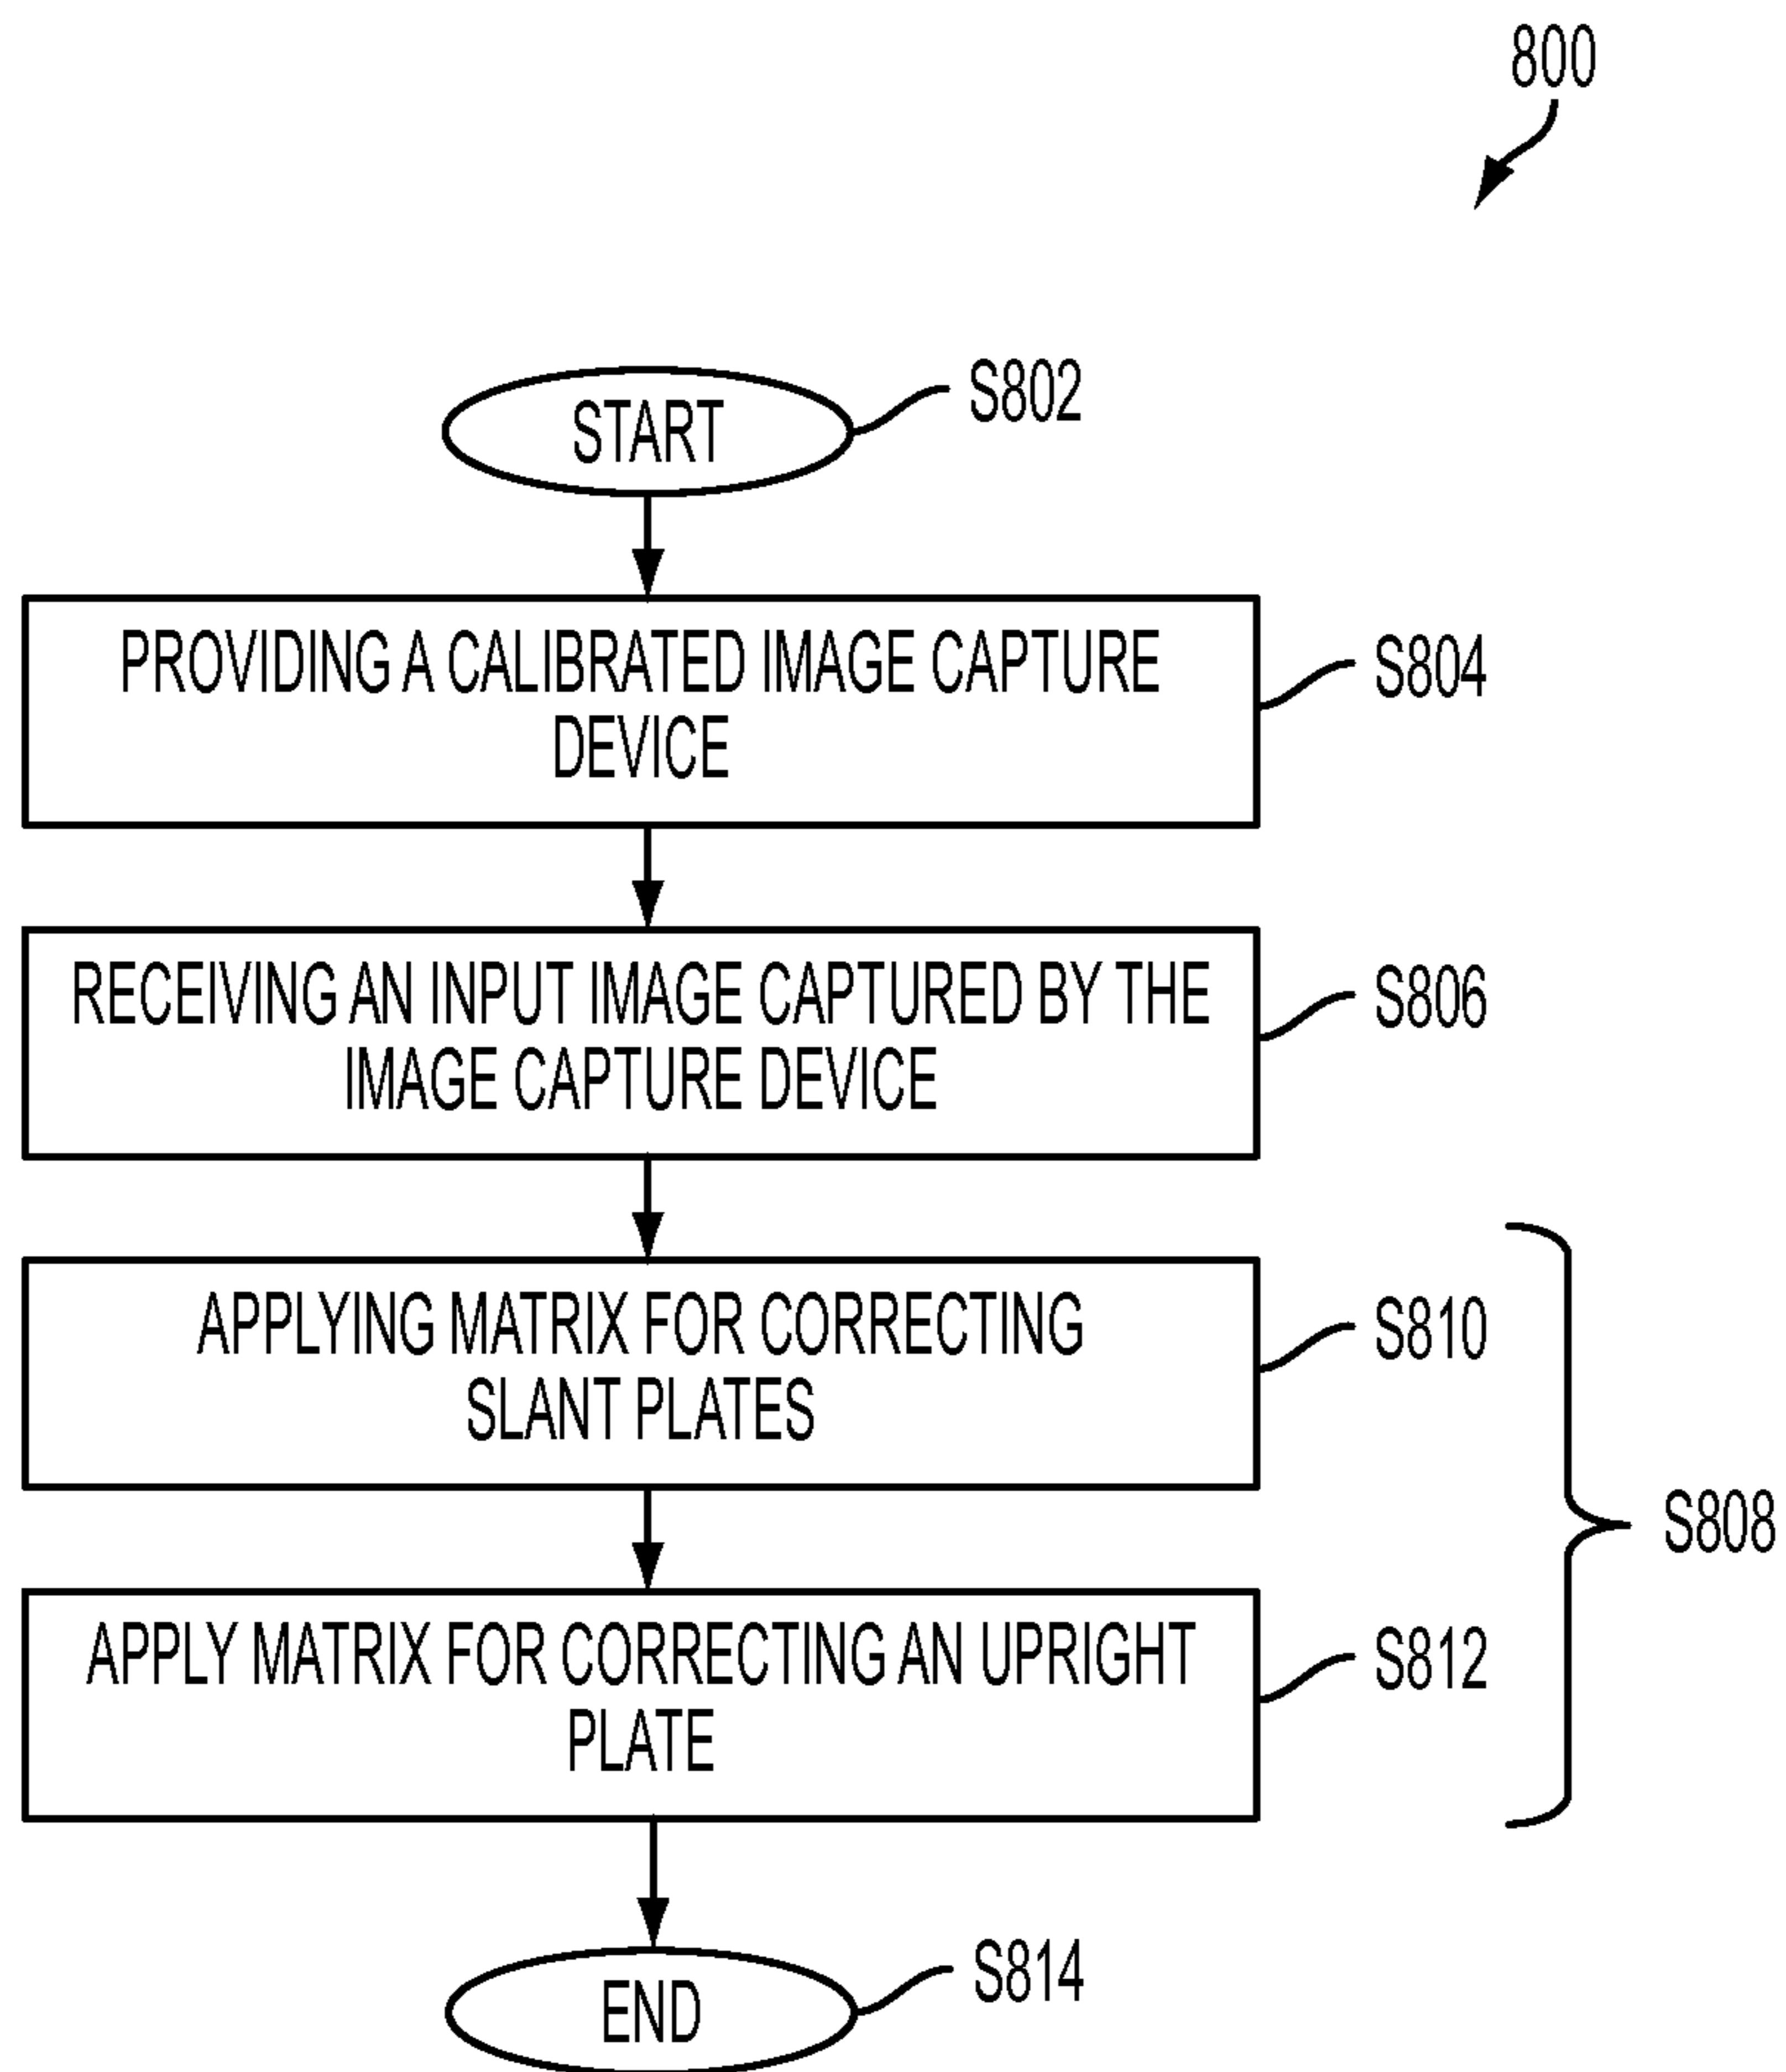 800
START
S802
PROVIDING A CALIBRATED IMAGE CAPTURE
DEVICE
S804
RECEIVING AN INPUT IMAGE CAPTURED BY THE
IMAGE CAPTURE DEVICE
S806
APPLYING MATRIX FOR CORRECTING
SLANT PLATES
S810
S808
APPLY MATRIX FOR CORRECTING AN UPRIGHT
PLATE
S812
END
S814